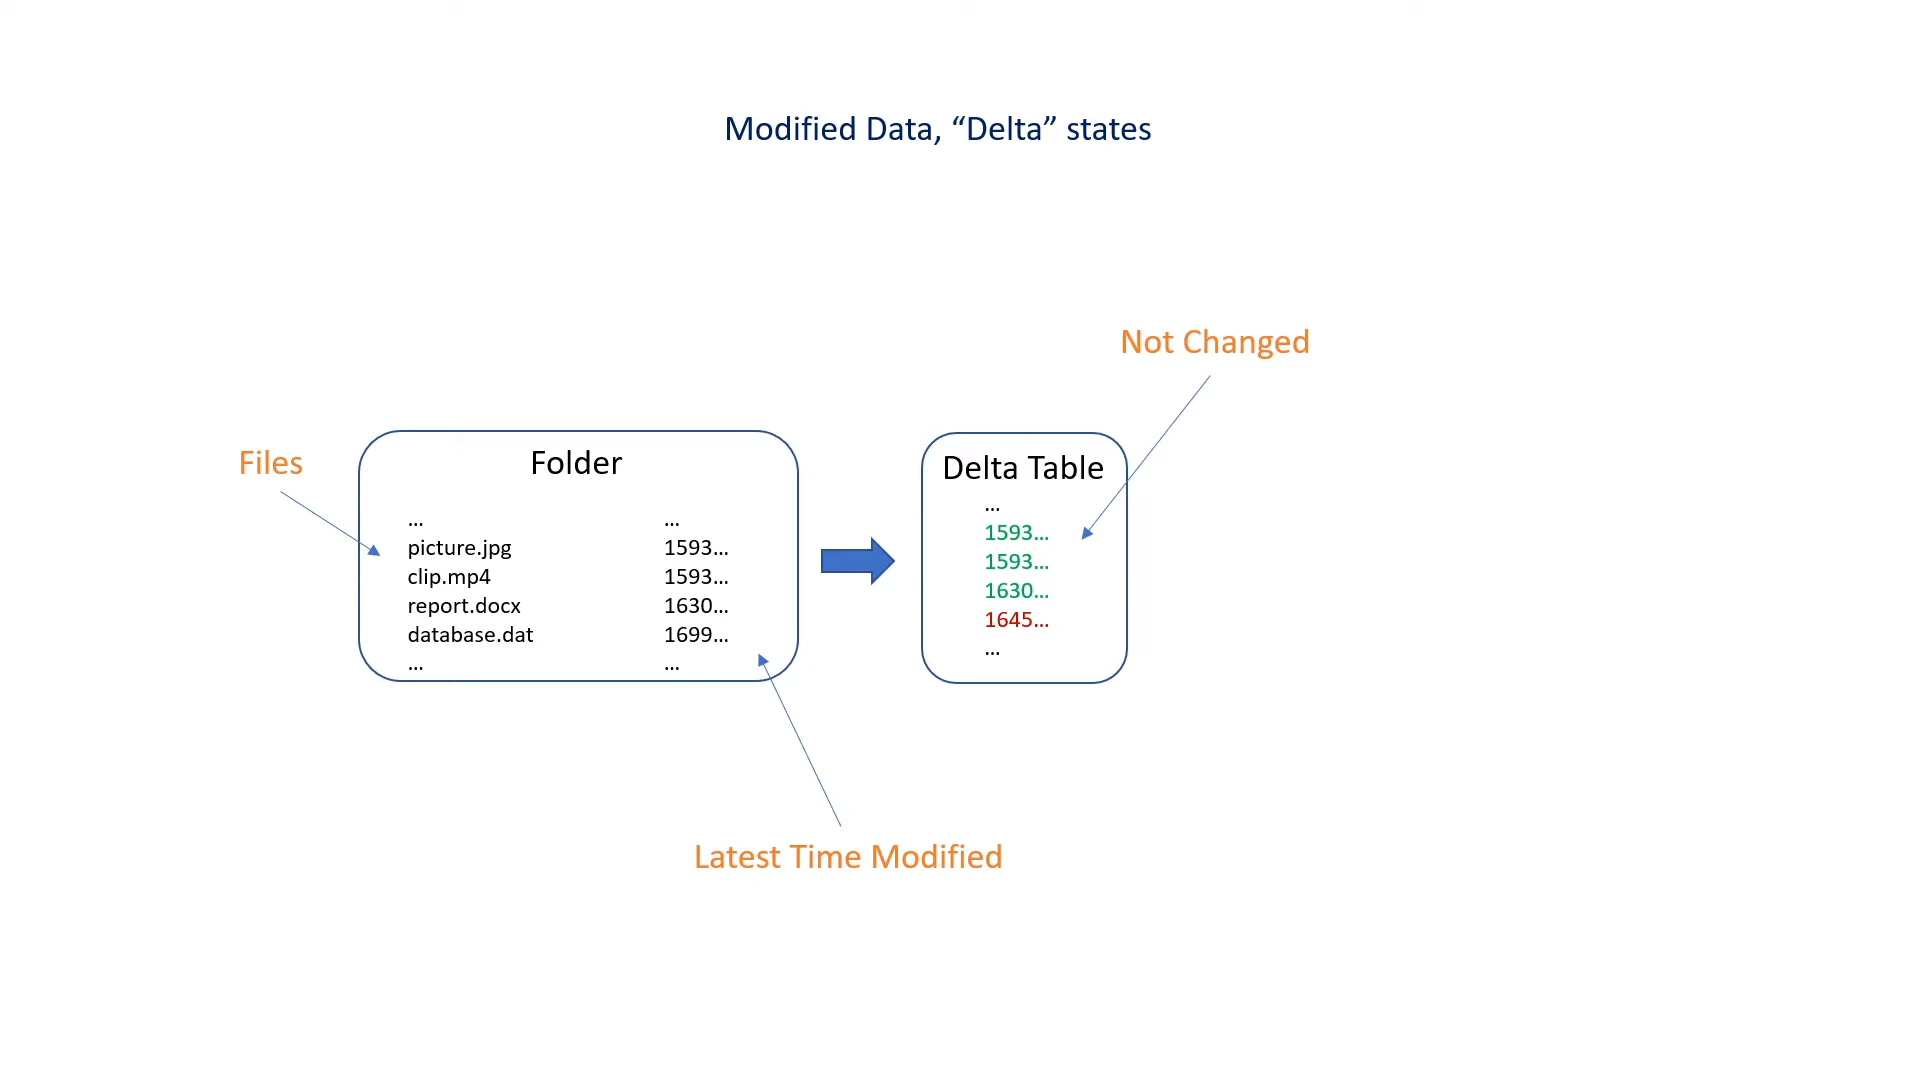 Modified Data, “Delta” states
Not Changed
Files
Folder
... ...
picture.jpg 1593...
clip.mp4 1593...
report.docx 1630...
database.dat 1699...
... ...
Delta Table
...
1593...
1593...
1630...
1645...
...
Latest Time Modified